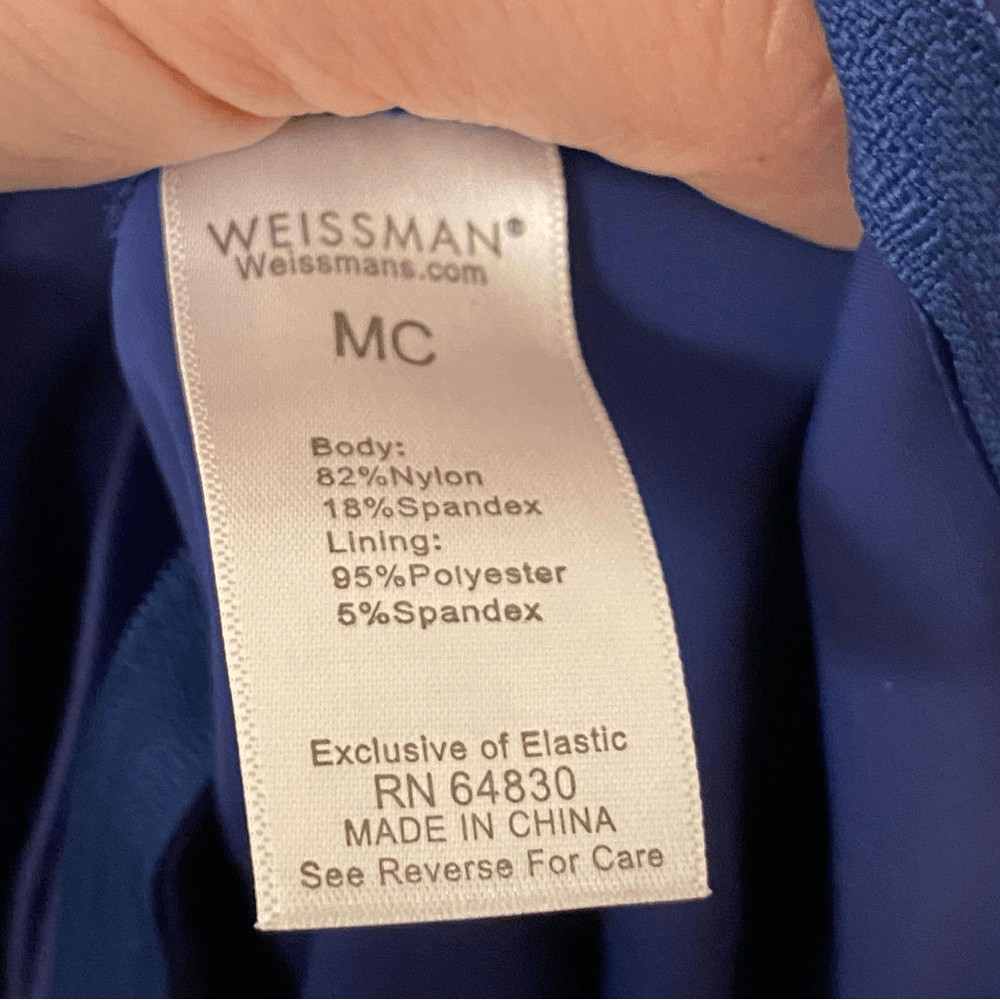 WEISSMAN®
Weissmans.com
MC
Body:
82%Nylon
18%Spandex
Lining:
95%Polyester
5%Spandex
Exclusive of Elastic
RN 64830
MADE IN CHINA
See Reverse For Care